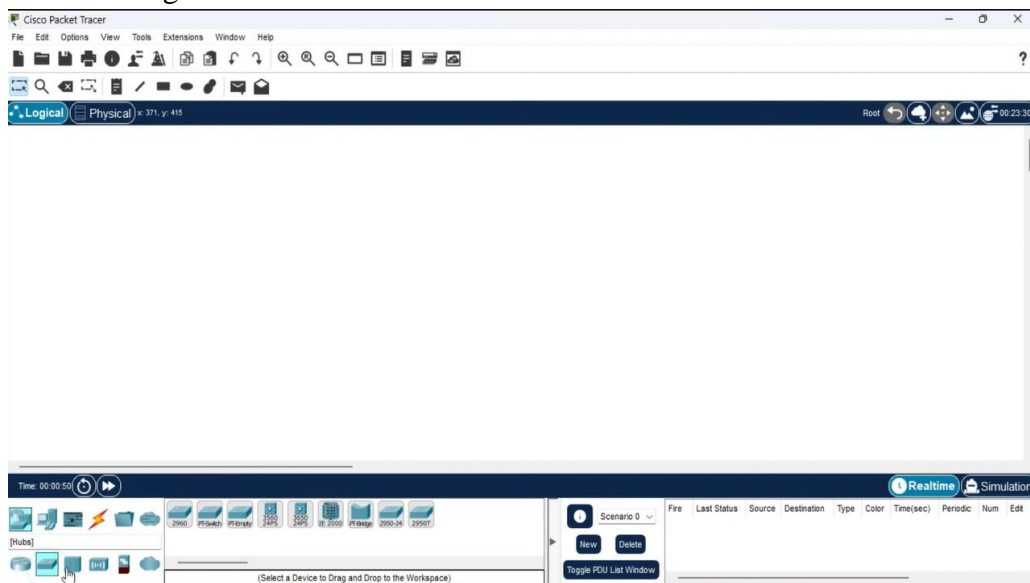 Cisco Packet Tracer
File Edit Options View Tools Extensions Window Help
?
Logical Physical x: 371, y: 415 Root 00:23:30
Time: 00:00:50 Realtime Simulation
2960 PT-Switch PT-Empty 3560 24PS 3650 24PS IE 2000 PT-Bridge 2950-24 2950T
[Hubs]
(Select a Device to Drag and Drop to the Workspace)
Scenario 0
New Delete
Toggle PDU List Window
Fire Last Status Source Destination Type Color Time(sec) Periodic Num Edit